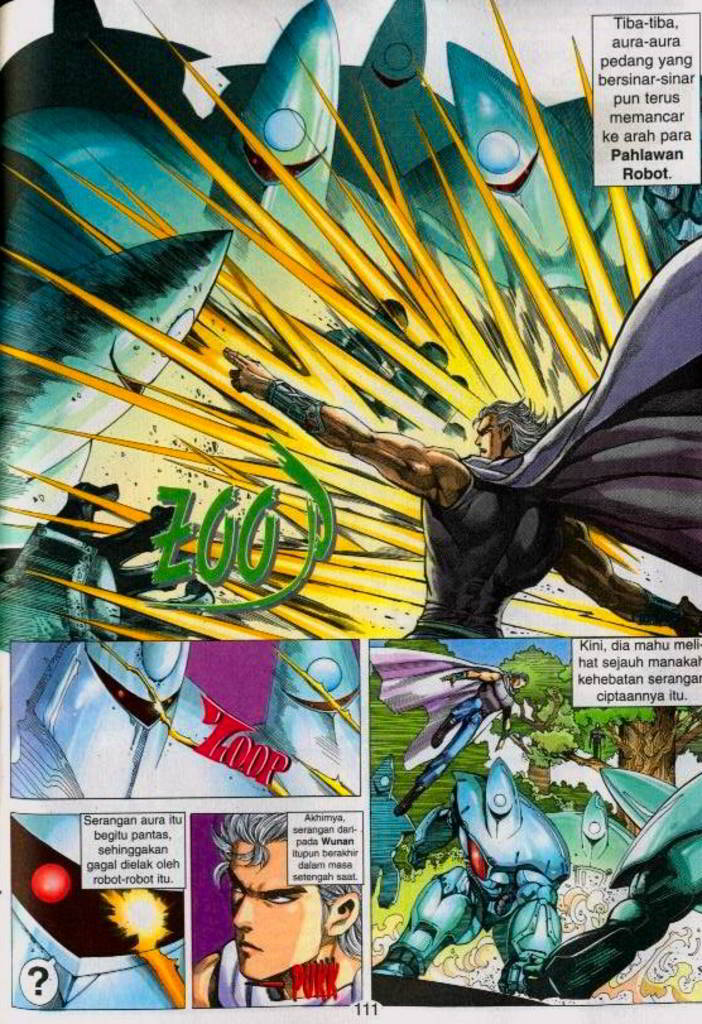 Tiba-tiba,
aura-aura
pedang yang
bersinar-sinar
pun terus
memancar
ke arah para
Pahlawan
Robot.
ZOOP
ZOOP
Kini, dia mahu meli-
hat sejauh manakah
kehebatan serangan
ciptaannya itu.
Serangan aura itu
begitu pantas,
sehinggakan
gagal dielak oleh
robot-robot itu.
?
Akhirnya,
serangan dari-
pada Wunan
itupun berakhir
dalam masa
setengah saat.
PUKK
111